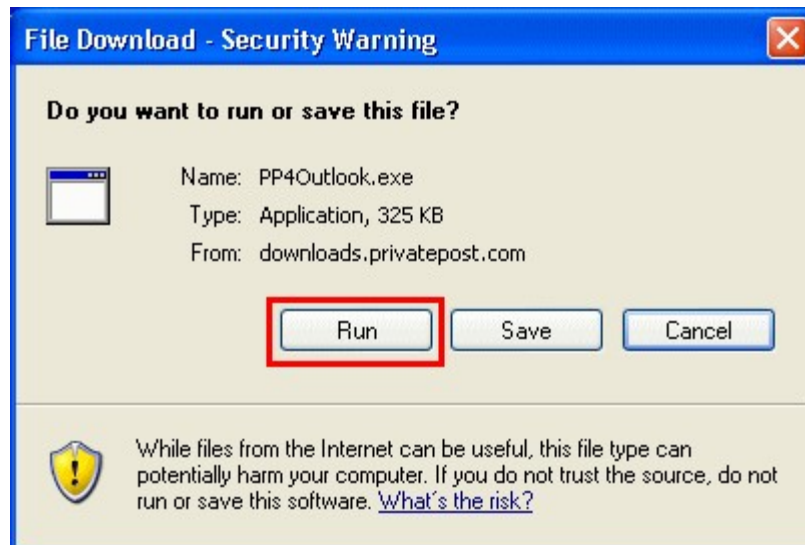 File Download - Security Warning
Do you want to run or save this file?
Name: PP4Outlook.exe
Type: Application, 325 KB
From: downloads.privatepost.com
Run Save Cancel
While files from the Internet can be useful, this file type can
potentially harm your computer. If you do not trust the source, do not
run or save this software. What´s the risk?